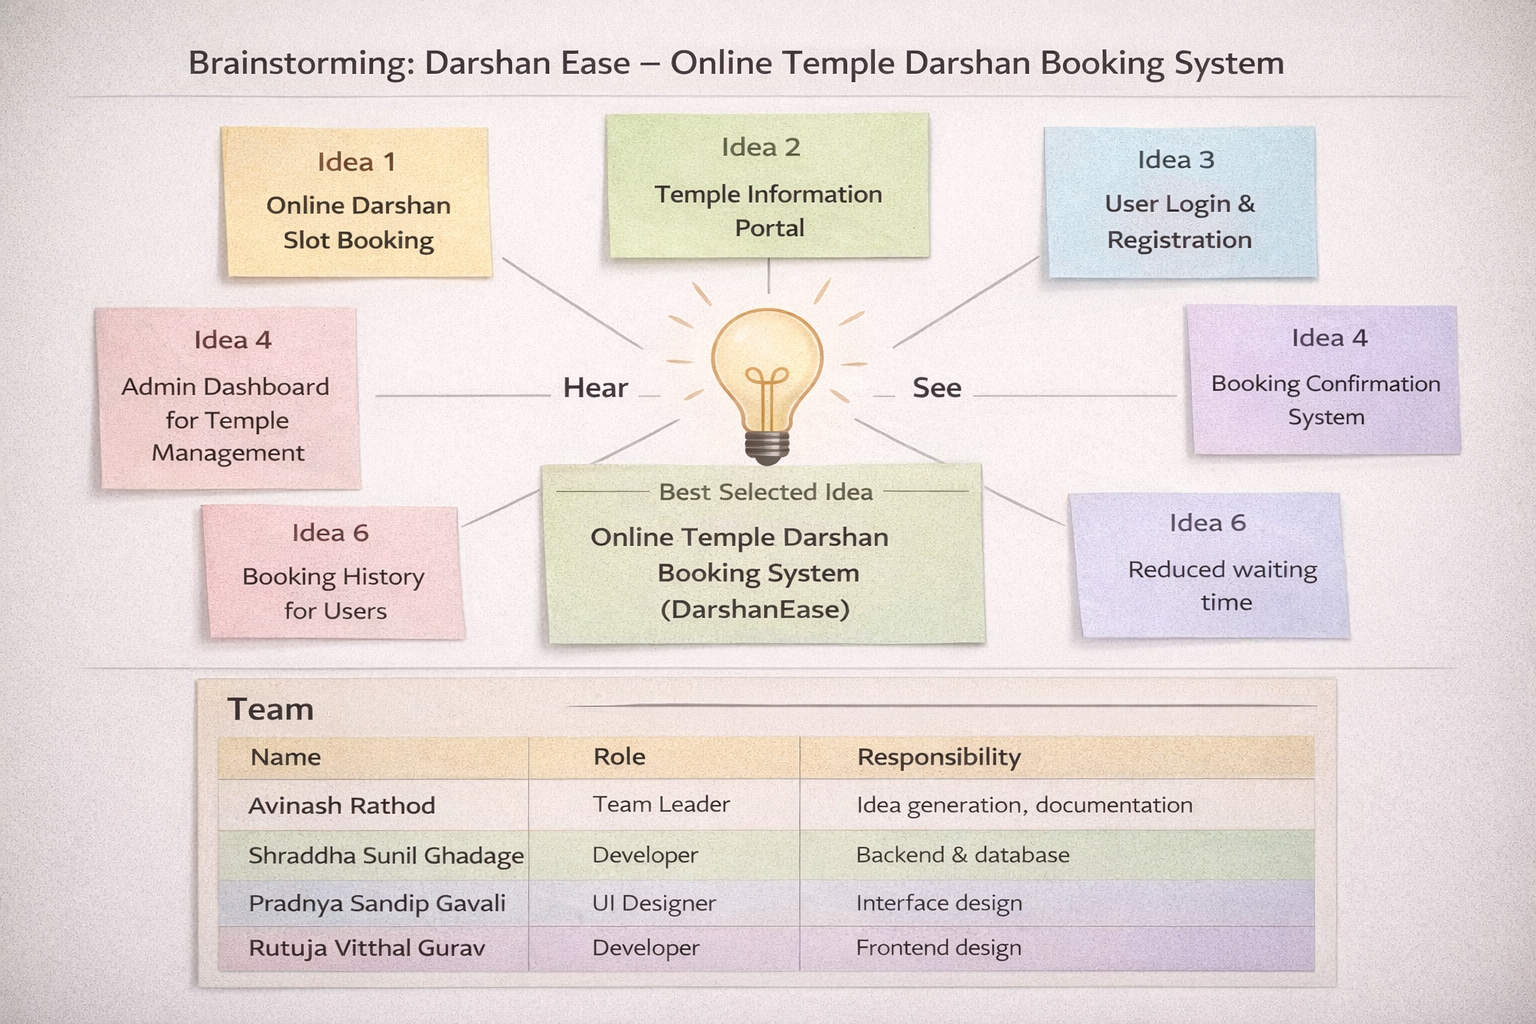 Brainstorming: Darshan Ease – Online Temple Darshan Booking System
Idea 1
Online Darshan
Slot Booking
Idea 2
Temple Information
Portal
Idea 3
User Login &
Registration
Idea 4
Admin Dashboard
for Temple
Management
Hear
See
Idea 4
Booking Confirmation
System
Idea 6
Booking History
for Users
Best Selected Idea
Online Temple Darshan
Booking System
(DarshanEase)
Idea 6
Reduced waiting
time
Team
Name Role Responsibility
Avinash Rathod Team Leader Idea generation, documentation
Shraddha Sunil Ghadage Developer Backend & database
Pradnya Sandip Gavali UI Designer Interface design
Rutuja Vitthal Gurav Developer Frontend design